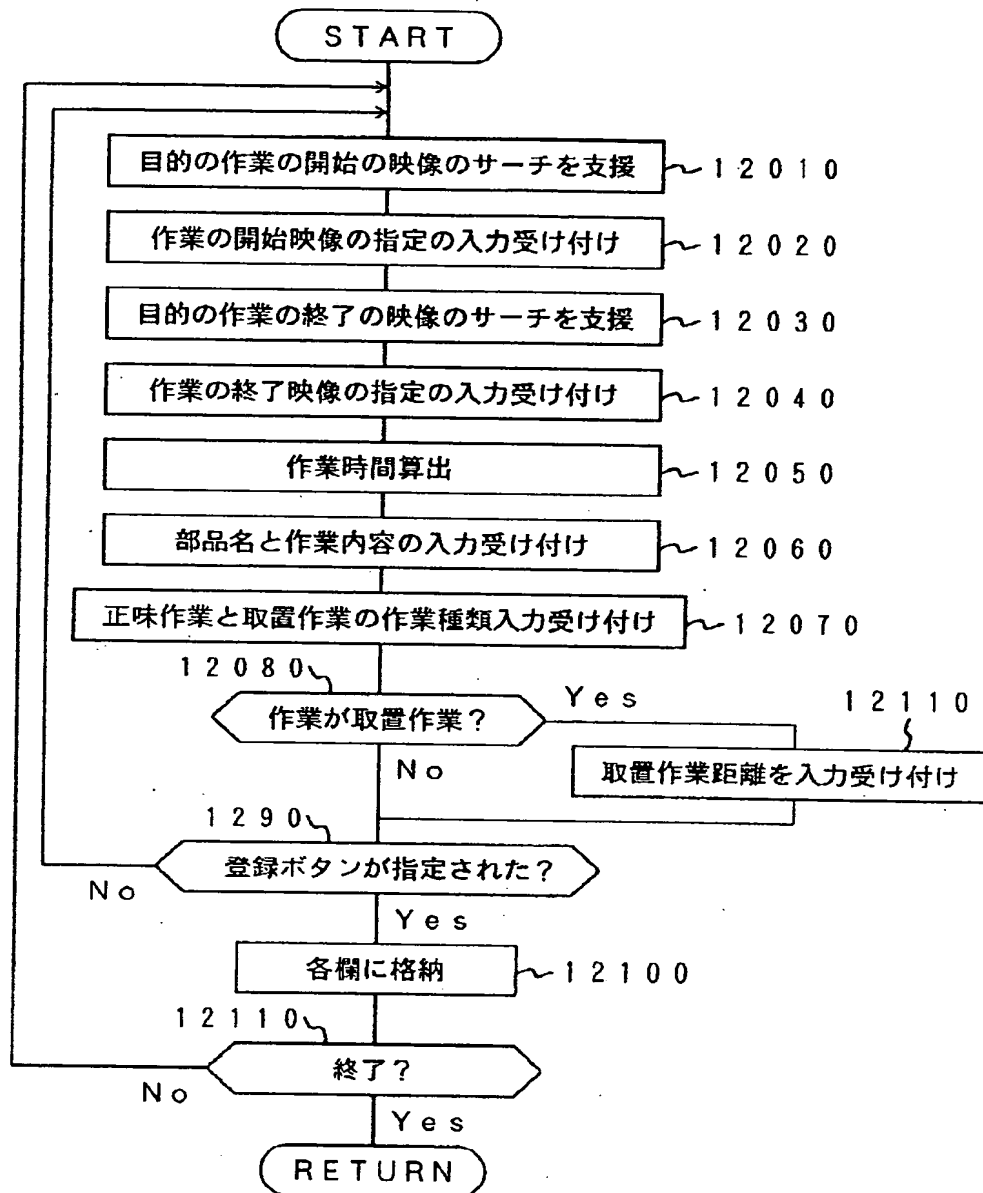 START
目的の作業の開始の映像のサーチを支援 12010
作業の開始映像の指定の入力受け付け 12020
目的の作業の終了の映像のサーチを支援 12030
作業の終了映像の指定の入力受け付け 12040
作業時間算出 12050
部品名と作業内容の入力受け付け 12060
正味作業と取置作業の作業種類入力受け付け 12070
12080
作業が取置作業?
Yes
12110
取置作業距離を入力受け付け
No
1290
登録ボタンが指定された?
No
Yes
各欄に格納 12100
12110
終了?
No
Yes
RETURN